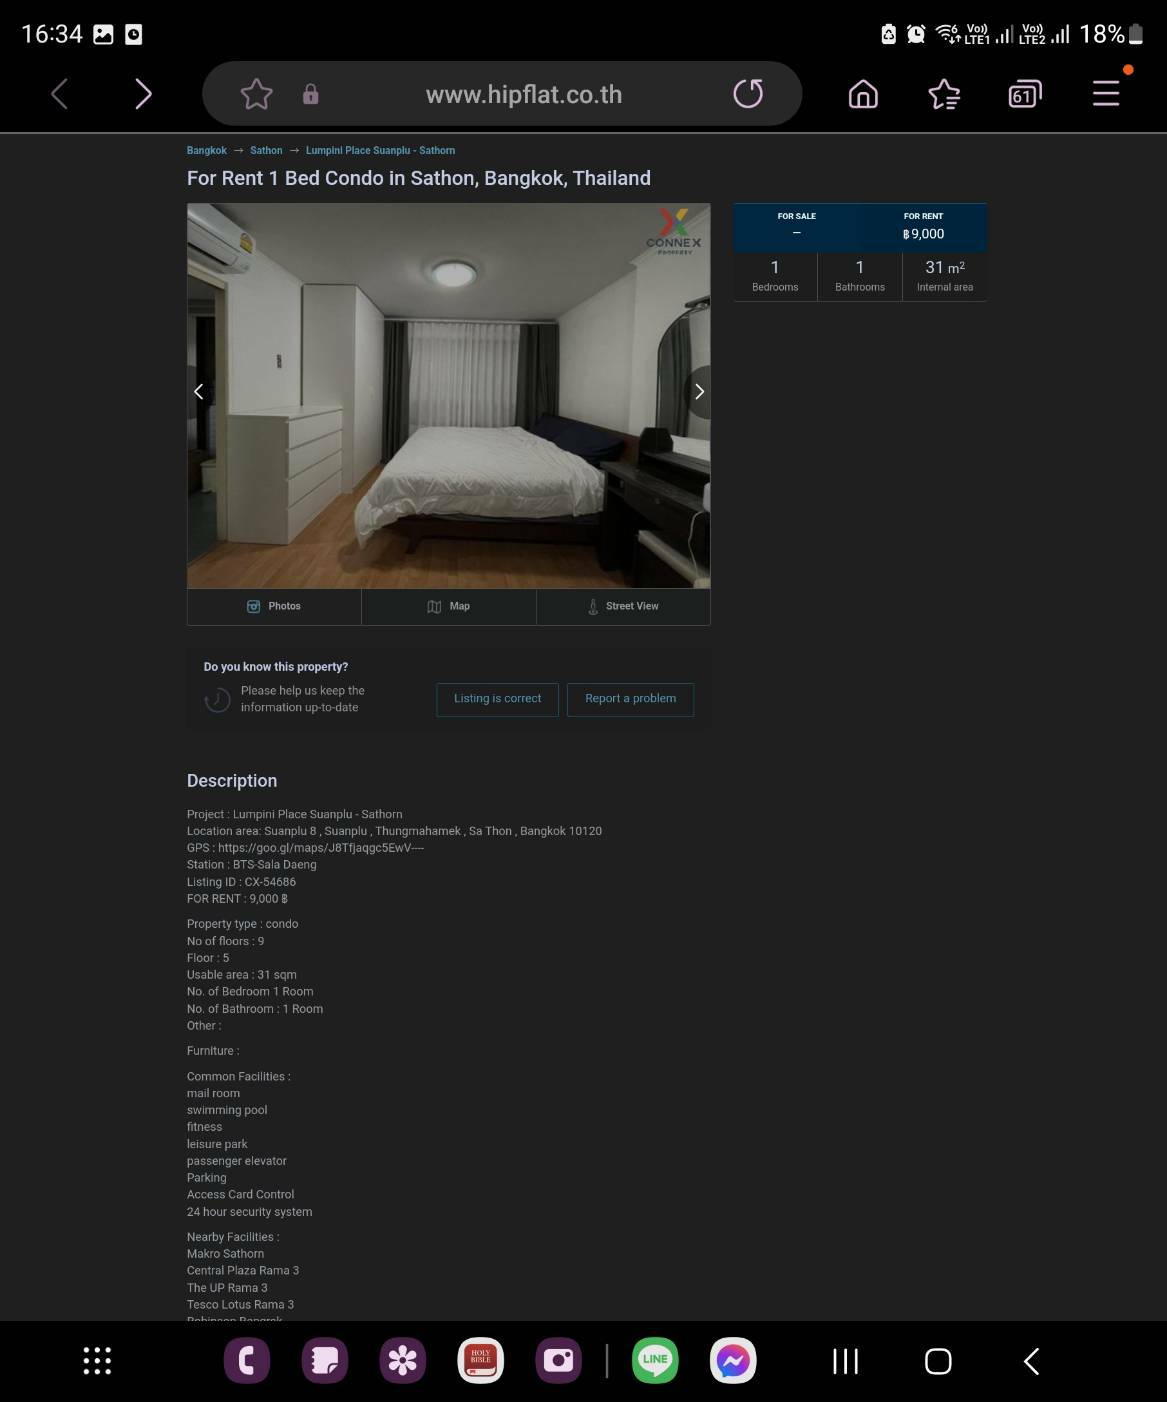 16:34
Vo)) LTE1 Vo)) LTE2 18%
www.hipflat.co.th
61
Bangkok → Sathon → Lumpini Place Suanplu - Sathorn
For Rent 1 Bed Condo in Sathon, Bangkok, Thailand
CONNEX
PROPERTY
FOR SALE
–
FOR RENT
฿9,000
1
Bedrooms
1
Bathrooms
31 m²
Internal area
Photos
Map
Street View
Do you know this property?
Please help us keep the
information up-to-date
Listing is correct
Report a problem
Description
Project : Lumpini Place Suanplu - Sathorn
Location area: Suanplu 8 , Suanplu , Thungmahamek , Sa Thon , Bangkok 10120
GPS : https://goo.gl/maps/J8Tfjaqgc5EwV----
Station : BTS-Sala Daeng
Listing ID : CX-54686
FOR RENT : 9,000 ฿
Property type : condo
No of floors : 9
Floor : 5
Usable area : 31 sqm
No. of Bedroom 1 Room
No. of Bathroom : 1 Room
Other :
Furniture :
Common Facilities :
mail room
swimming pool
fitness
leisure park
passenger elevator
Parking
Access Card Control
24 hour security system
Nearby Facilities :
Makro Sathorn
Central Plaza Rama 3
The UP Rama 3
Tesco Lotus Rama 3
HOLY
BIBLE
LINE